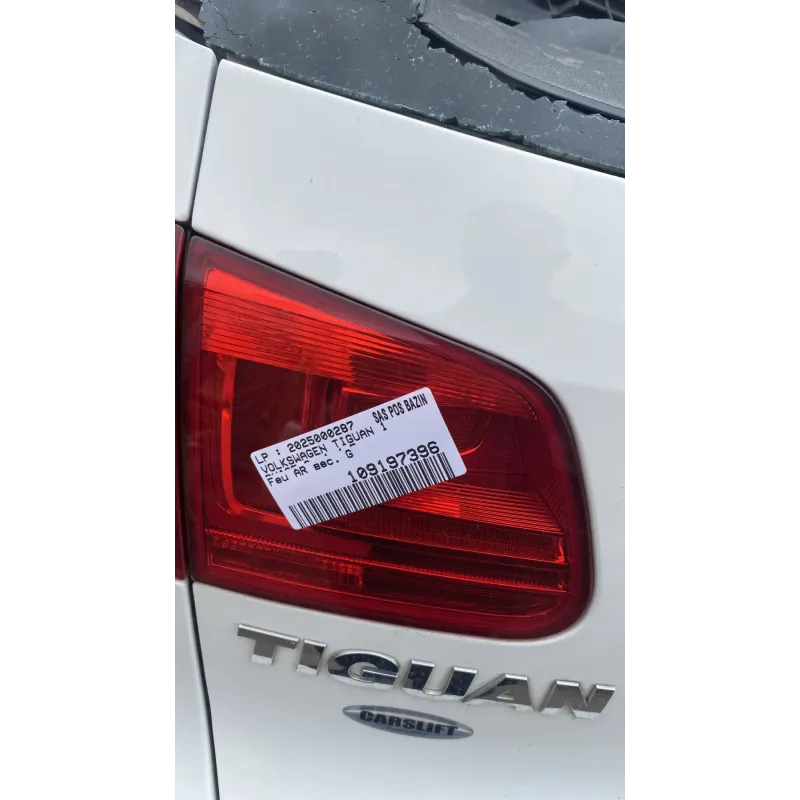 SAS POS BAZIN
LP : 2025000287
VOLKSWAGEN TIGUAN 1
Feu AR sec. G
109197396
TIGUAN
CARSLIFT